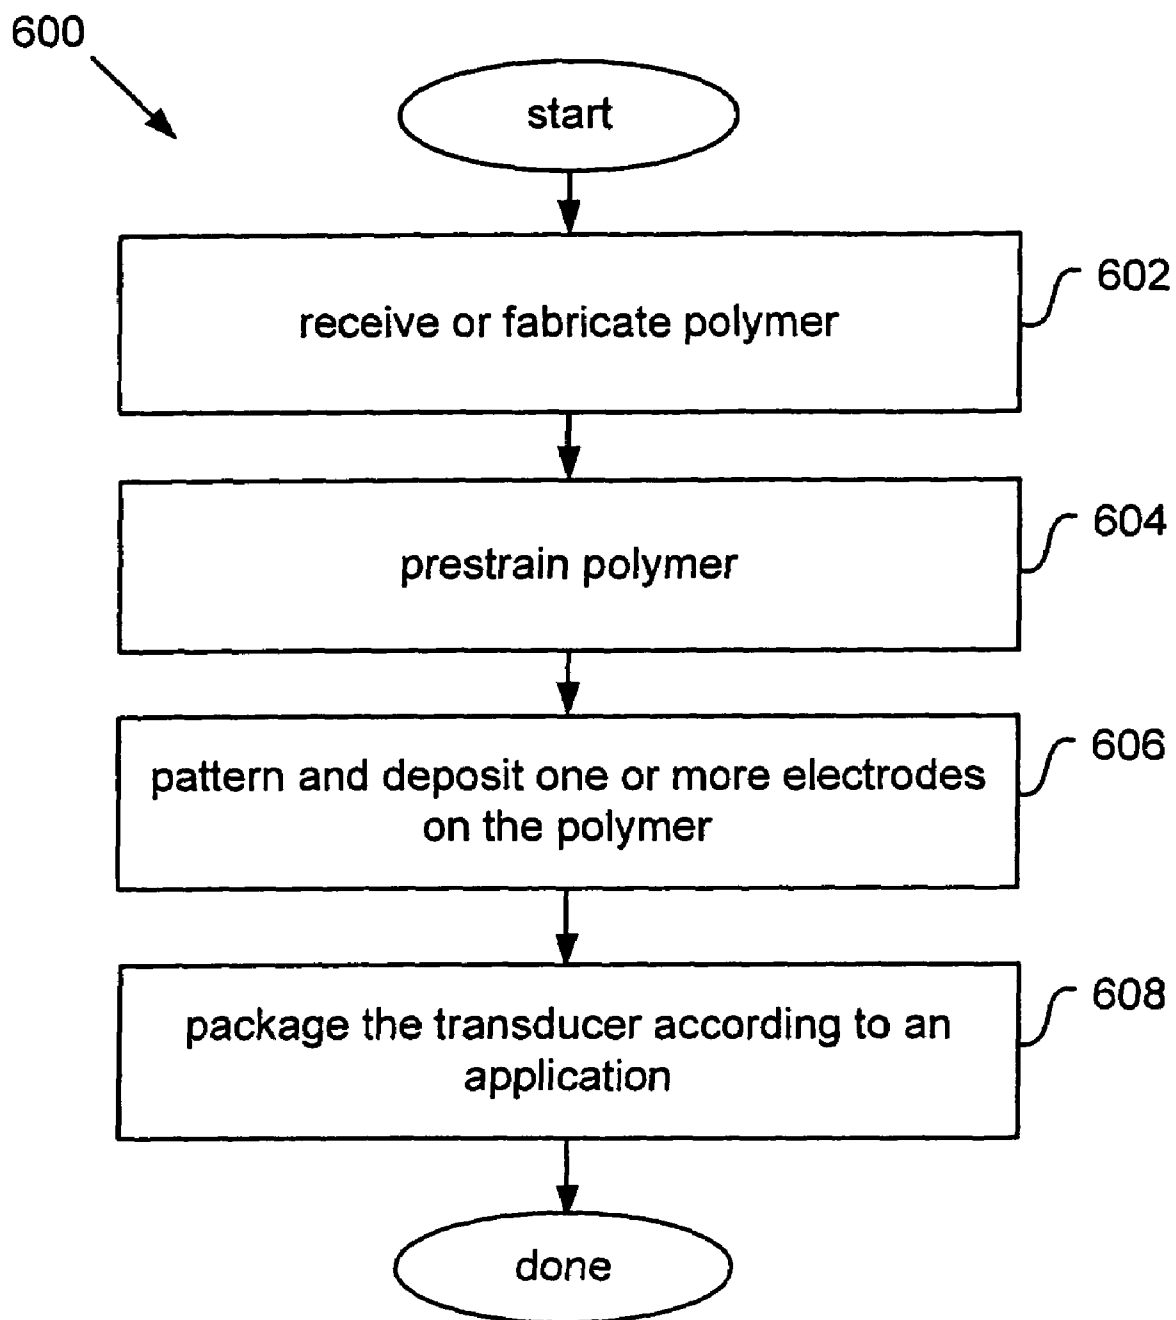 600
start
receive or fabricate polymer
602
prestrain polymer
604
pattern and deposit one or more electrodes
on the polymer
606
package the transducer according to an
application
608
done